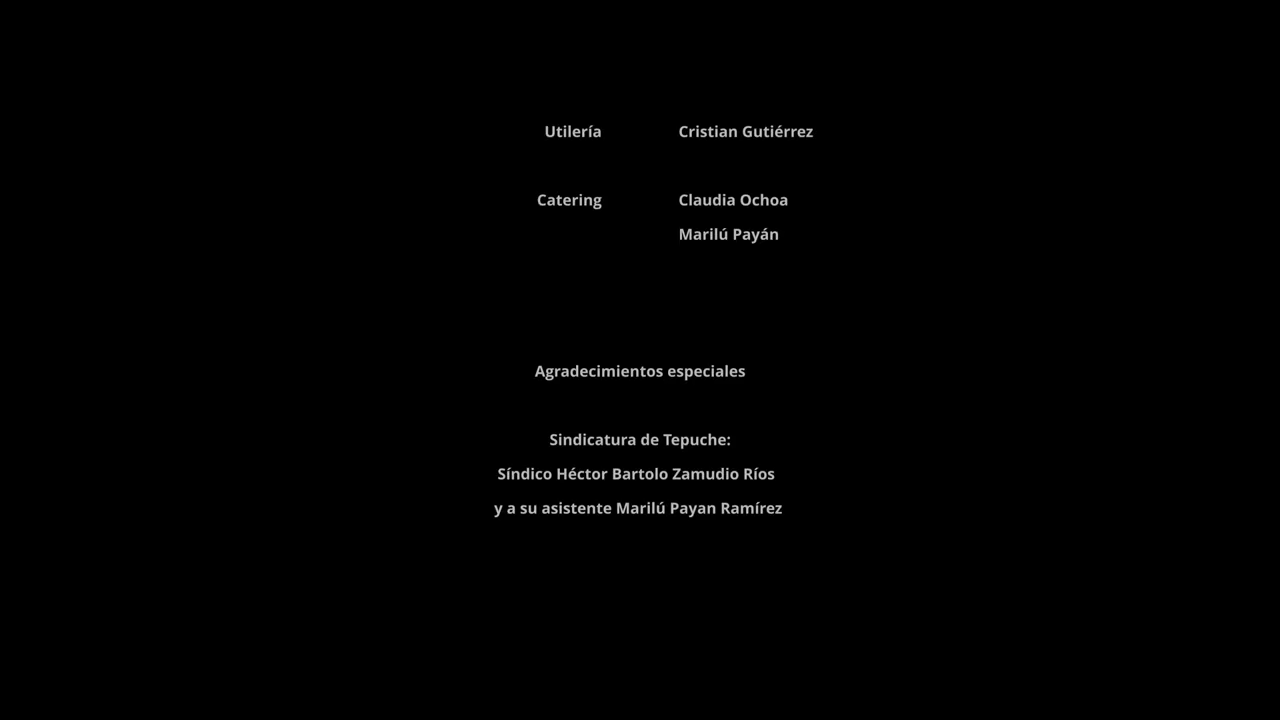 Utilería Cristian Gutiérrez
Catering Claudia Ochoa
Marilú Payán
Agradecimientos especiales
Sindicatura de Tepuche:
Síndico Héctor Bartolo Zamudio Ríos
y a su asistente Marilú Payan Ramírez